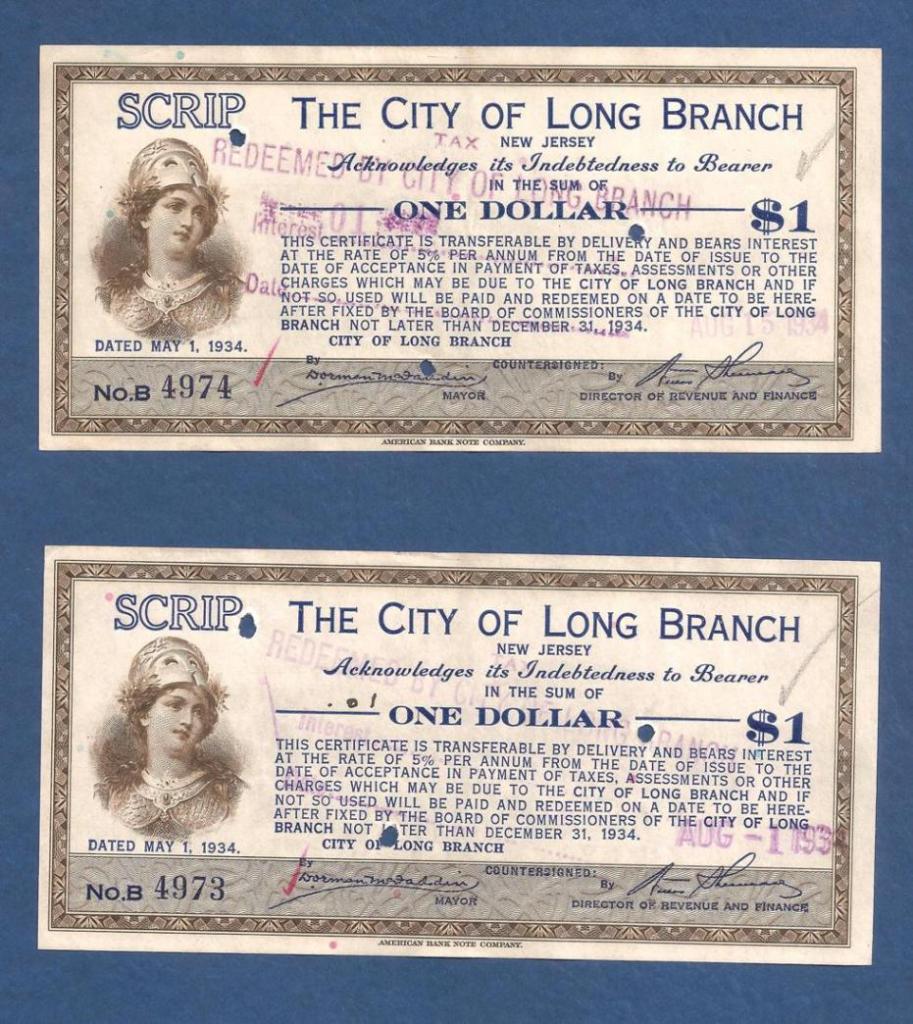 SCRIP
THE CITY OF LONG BRANCH
TAX
NEW JERSEY
REDEEMED BY CITY OF LONG BRANCH
Acknowledges its Indebtedness to Bearer
IN THE SUM OF
ONE DOLLAR $1
Interest .01
THIS CERTIFICATE IS TRANSFERABLE BY DELIVERY AND BEARS INTEREST
AT THE RATE OF 5% PER ANNUM FROM THE DATE OF ISSUE TO THE
DATE OF ACCEPTANCE IN PAYMENT OF TAXES, ASSESSMENTS OR OTHER
CHARGES WHICH MAY BE DUE TO THE CITY OF LONG BRANCH AND IF
Date
NOT SO USED WILL BE PAID AND REDEEMED ON A DATE TO BE HERE-
AFTER FIXED BY THE BOARD OF COMMISSIONERS OF THE CITY OF LONG
BRANCH NOT LATER THAN DECEMBER 31, 1934.
AUG 15 1934
DATED MAY 1, 1934.
CITY OF LONG BRANCH
No.B 4974
By
MAYOR
COUNTERSIGNED:
By
DIRECTOR OF REVENUE AND FINANCE
AMERICAN BANK NOTE COMPANY.
SCRIP
THE CITY OF LONG BRANCH
NEW JERSEY
TAX
REDEEMED BY CITY OF LONG BRANCH
Acknowledges its Indebtedness to Bearer
IN THE SUM OF
.01
ONE DOLLAR $1
Interest
THIS CERTIFICATE IS TRANSFERABLE BY DELIVERY AND BEARS INTEREST
AT THE RATE OF 5% PER ANNUM FROM THE DATE OF ISSUE TO THE
DATE OF ACCEPTANCE IN PAYMENT OF TAXES, ASSESSMENTS OR OTHER
CHARGES WHICH MAY BE DUE TO THE CITY OF LONG BRANCH AND IF
NOT SO USED WILL BE PAID AND REDEEMED ON A DATE TO BE HERE-
AFTER FIXED BY THE BOARD OF COMMISSIONERS OF THE CITY OF LONG
BRANCH NOT LATER THAN DECEMBER 31, 1934.
AUG -1 193
DATED MAY 1, 1934.
CITY OF LONG BRANCH
No.B 4973
By
MAYOR
COUNTERSIGNED:
By
DIRECTOR OF REVENUE AND FINANCE
AMERICAN BANK NOTE COMPANY.